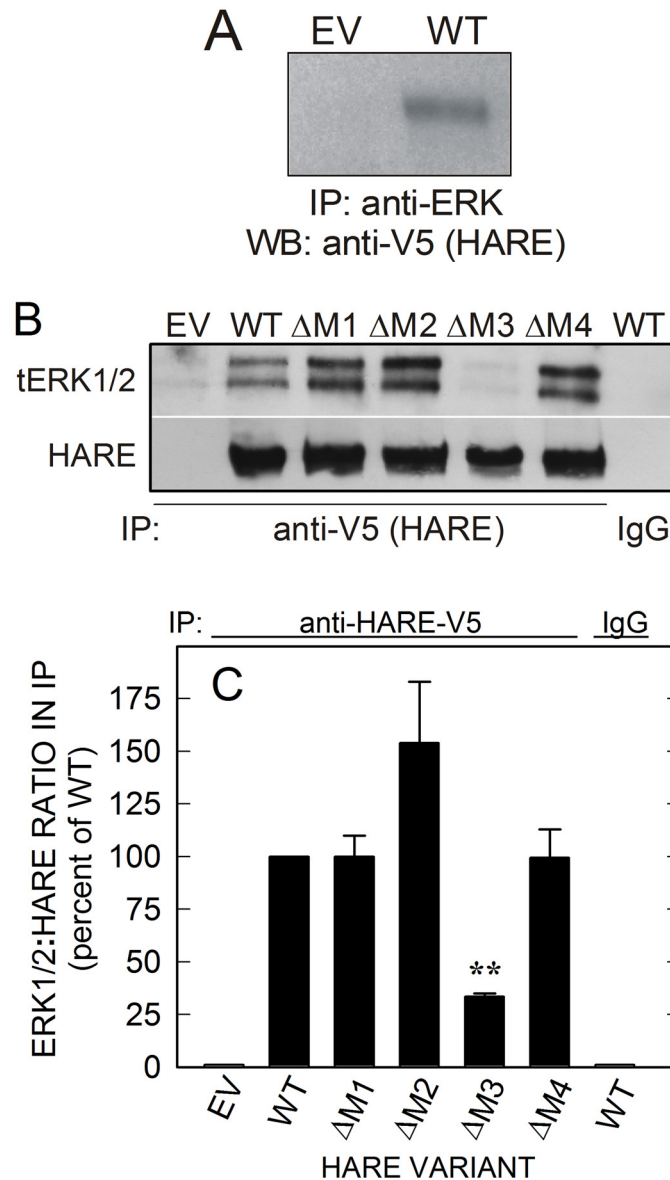 A
EV WT
IP: anti-ERK
WB: anti-V5 (HARE)
B
EV WT ΔM1 ΔM2 ΔM3 ΔM4 WT
tERK1/2
HARE
IP: anti-V5 (HARE) IgG
IP: anti-HARE-V5 IgG
C
ERK1/2:HARE RATIO IN IP
(percent of WT)
175
150
125
100
75
50
25
0
**
EV WT ΔM1 ΔM2 ΔM3 ΔM4 WT
HARE VARIANT